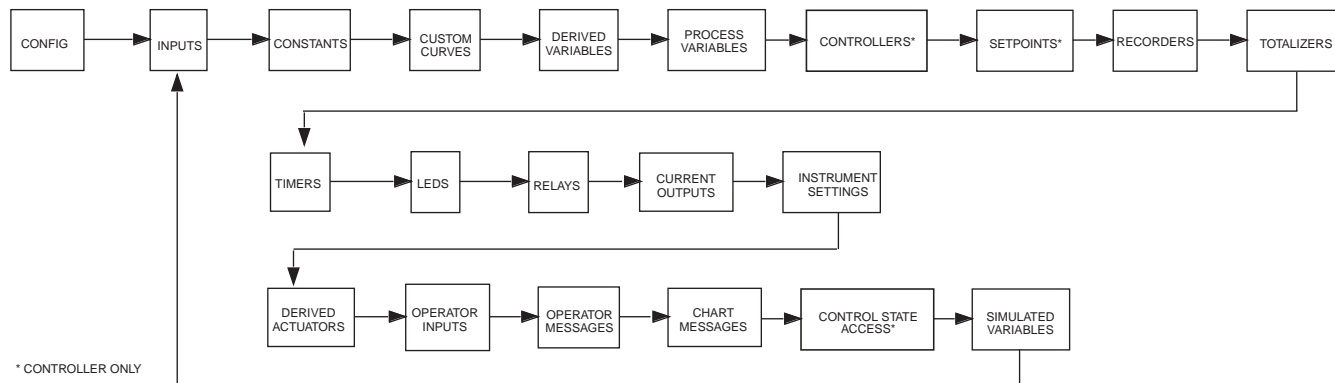 CONFIG
INPUTS
CONSTANTS
CUSTOM
CURVES
DERIVED
VARIABLES
PROCESS
VARIABLES
CONTROLLERS*
SETPOINTS*
RECORDERS
TOTALIZERS
TIMERS
LEDS
RELAYS
CURRENT
OUTPUTS
INSTRUMENT
SETTINGS
DERIVED
ACTUATORS
OPERATOR
INPUTS
OPERATOR
MESSAGES
CHART
MESSAGES
CONTROL STATE
ACCESS*
SIMULATED
VARIABLES
* CONTROLLER ONLY